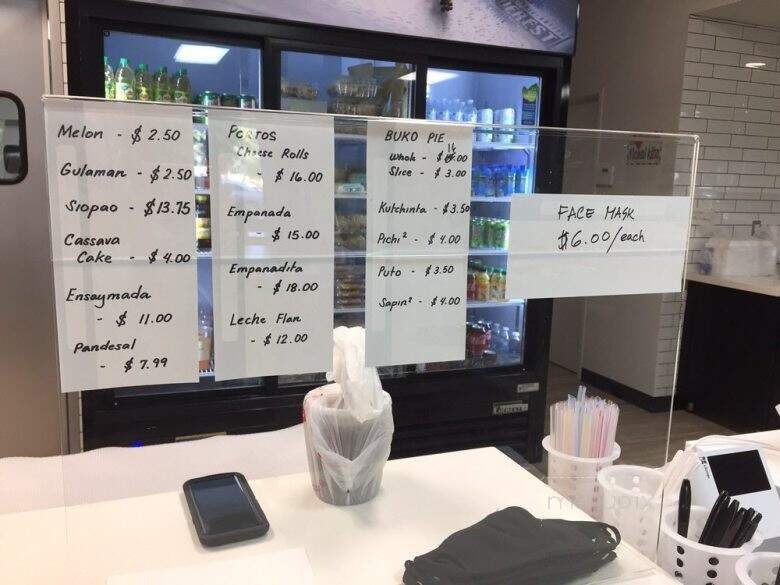 Melon - $2.50
Gulaman - $2.50
Siopao - $13.75
Cassava
Cake - $4.00
Ensaymada
- $11.00
Pandesal
- $7.99
PORTOS
Cheese Rolls
- $16.00
Empanada
$15.00
Empanadita
- $18.00
Leche Flan
- $12.00
BUKO PIE
Whole - $16.00
Slice - $3.00
Kutchinta - $3.50
Pichi² - $4.00
Puto - $3.50
Sapin² - $4.00
FACE MASK
$6.00/each